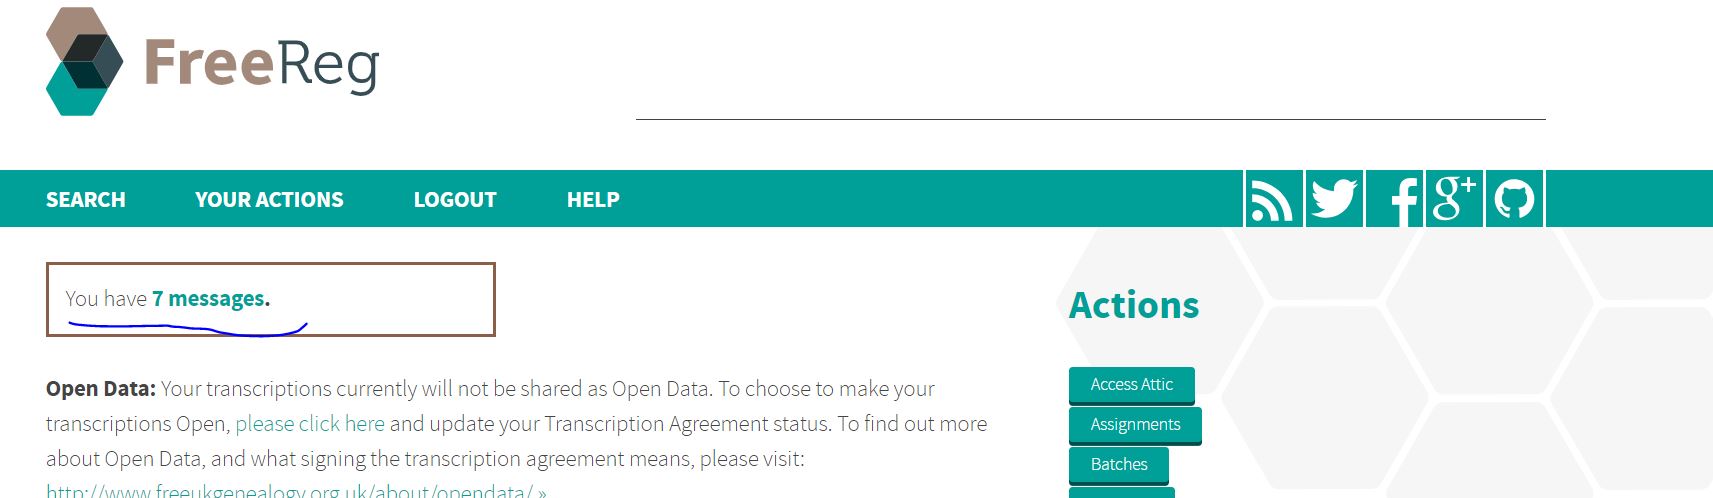 FreeReg
SEARCH YOUR ACTIONS LOGOUT HELP
You have 7 messages.
Open Data: Your transcriptions currently will not be shared as Open Data. To choose to make your
transcriptions Open, please click here and update your Transcription Agreement status. To find out more
about Open Data, and what signing the transcription agreement means, please visit:
http://www.freeukgenealogy.org.uk/about/opendata/ »
Actions
Access Attic
Assignments
Batches